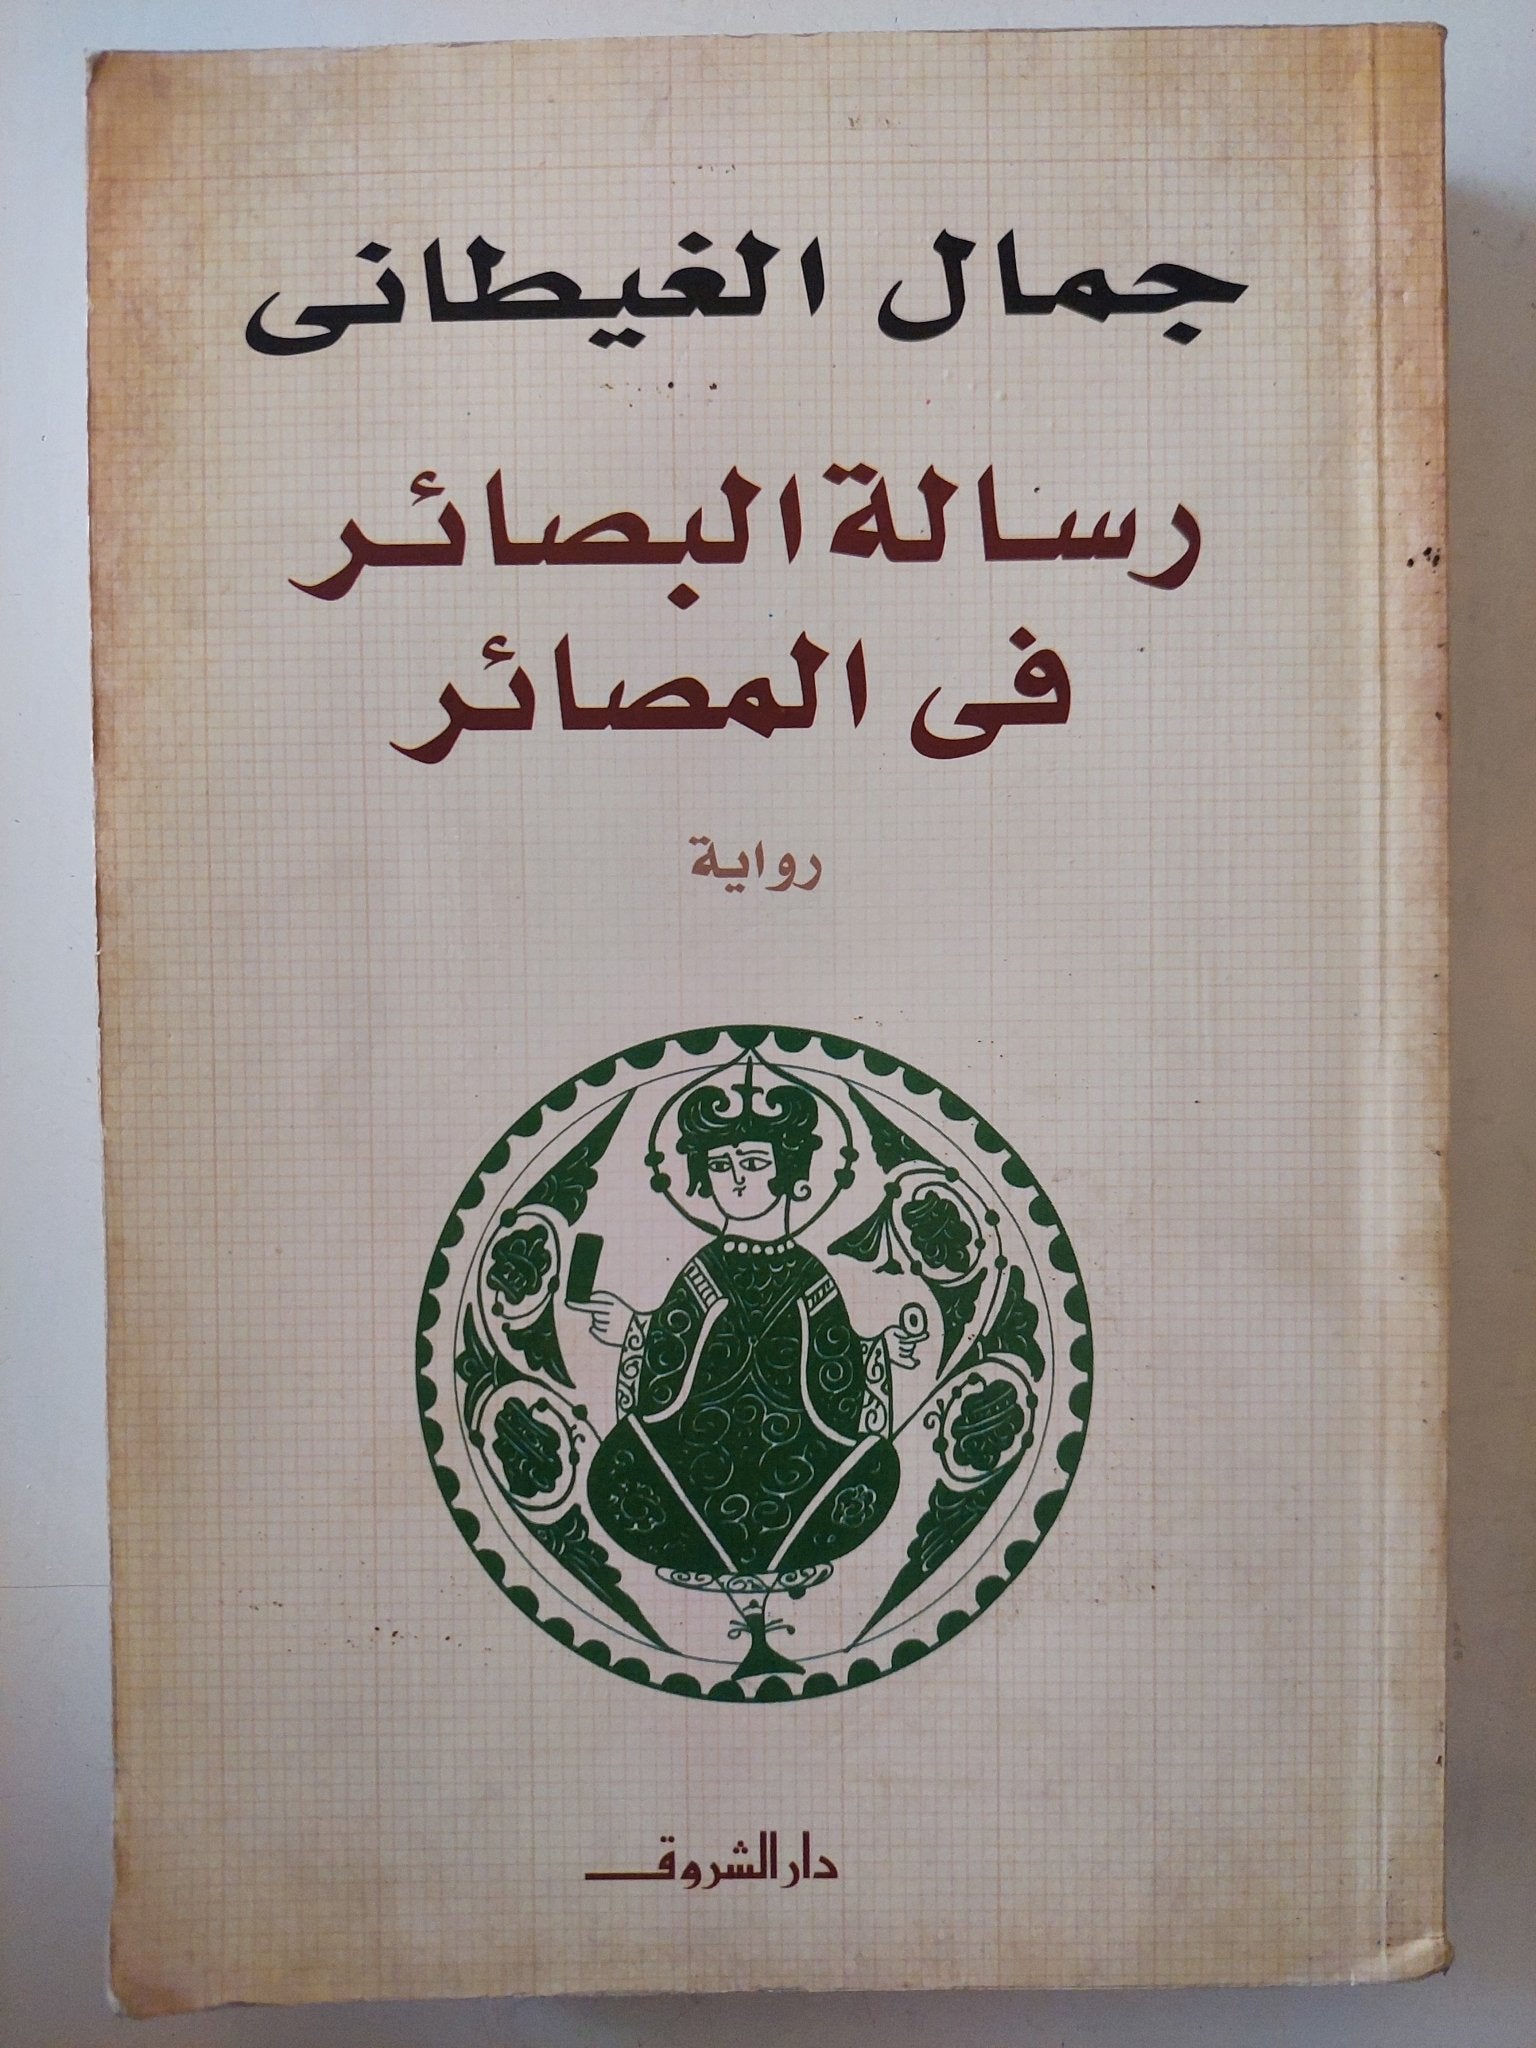 جمال الغيطانى
رسالة البصائر
فى المصائر
رواية
دار الشروق